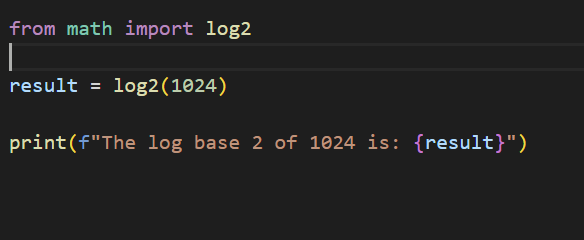 from math import log2
result = log2(1024)
print(f"The log base 2 of 1024 is: {result}")